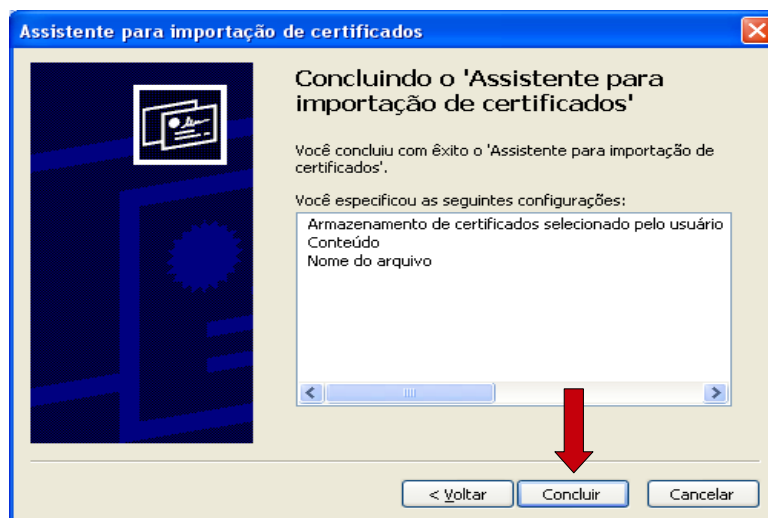 Assistente para importação de certificados
Concluindo o 'Assistente para
importação de certificados'
Você concluiu com êxito o 'Assistente para importação de
certificados'.
Você especificou as seguintes configurações:
Armazenamento de certificados selecionado pelo usuário
Conteúdo
Nome do arquivo
< Voltar
Concluir
Cancelar